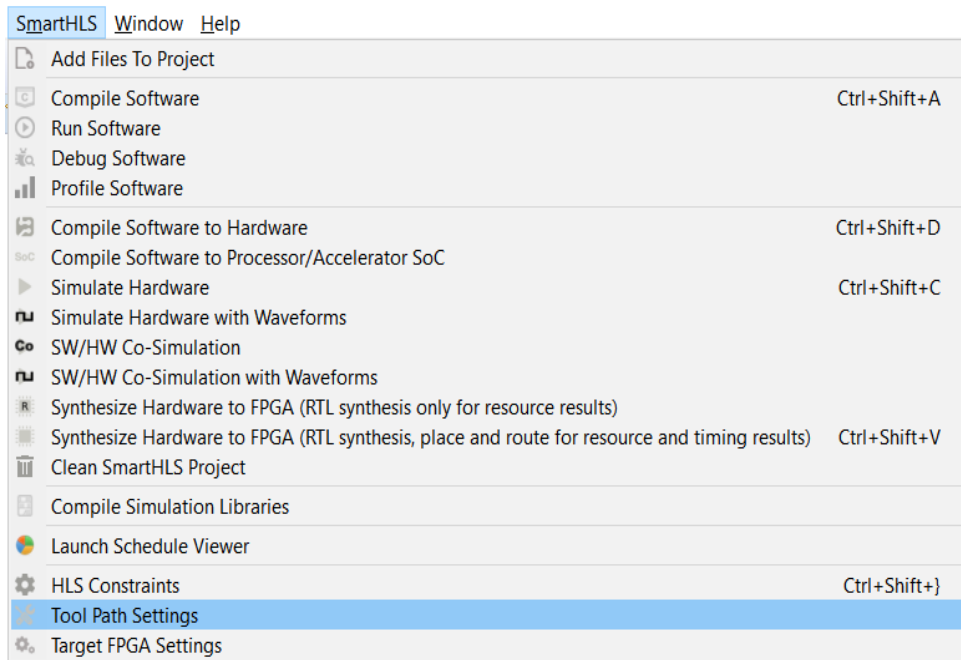 SmartHLS Window Help
Add Files To Project
Compile Software Ctrl+Shift+A
Run Software
Debug Software
Profile Software
Compile Software to Hardware Ctrl+Shift+D
SoC Compile Software to Processor/Accelerator SoC
Simulate Hardware Ctrl+Shift+C
Simulate Hardware with Waveforms
Co SW/HW Co-Simulation
SW/HW Co-Simulation with Waveforms
R Synthesize Hardware to FPGA (RTL synthesis only for resource results)
Synthesize Hardware to FPGA (RTL synthesis, place and route for resource and timing results) Ctrl+Shift+V
Clean SmartHLS Project
Compile Simulation Libraries
Launch Schedule Viewer
HLS Constraints Ctrl+Shift+}
Tool Path Settings
Target FPGA Settings